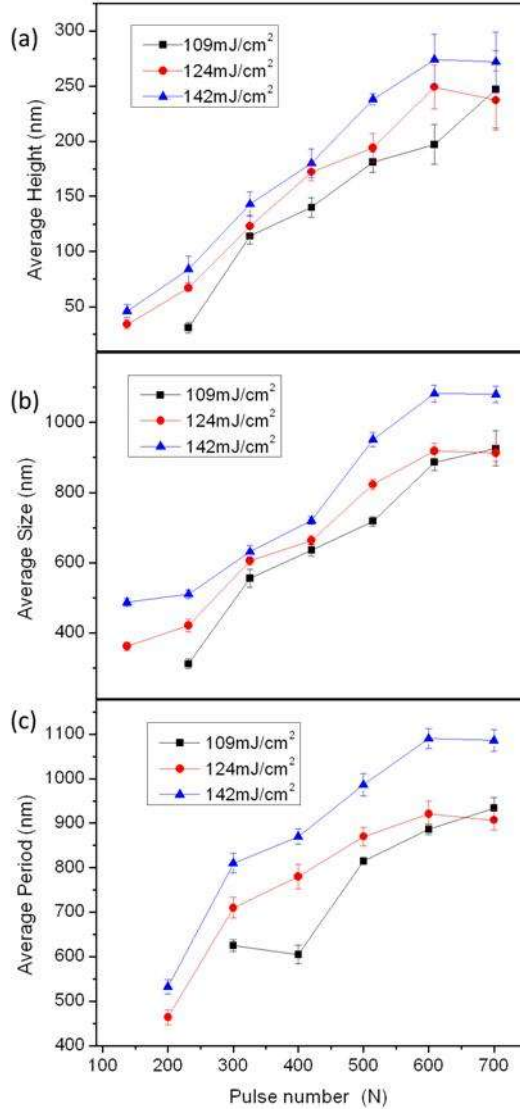 (a)
109mJ/cm²
124mJ/cm²
142mJ/cm²
Average Height (nm)
300
250
200
150
100
50
(b)
109mJ/cm²
124mJ/cm²
142mJ/cm²
Average Size (nm)
1000
800
600
400
(c)
109mJ/cm²
124mJ/cm²
142mJ/cm²
Average Period (nm)
1100
1000
900
800
700
600
500
400
100 200 300 400 500 600 700
Pulse number (N)